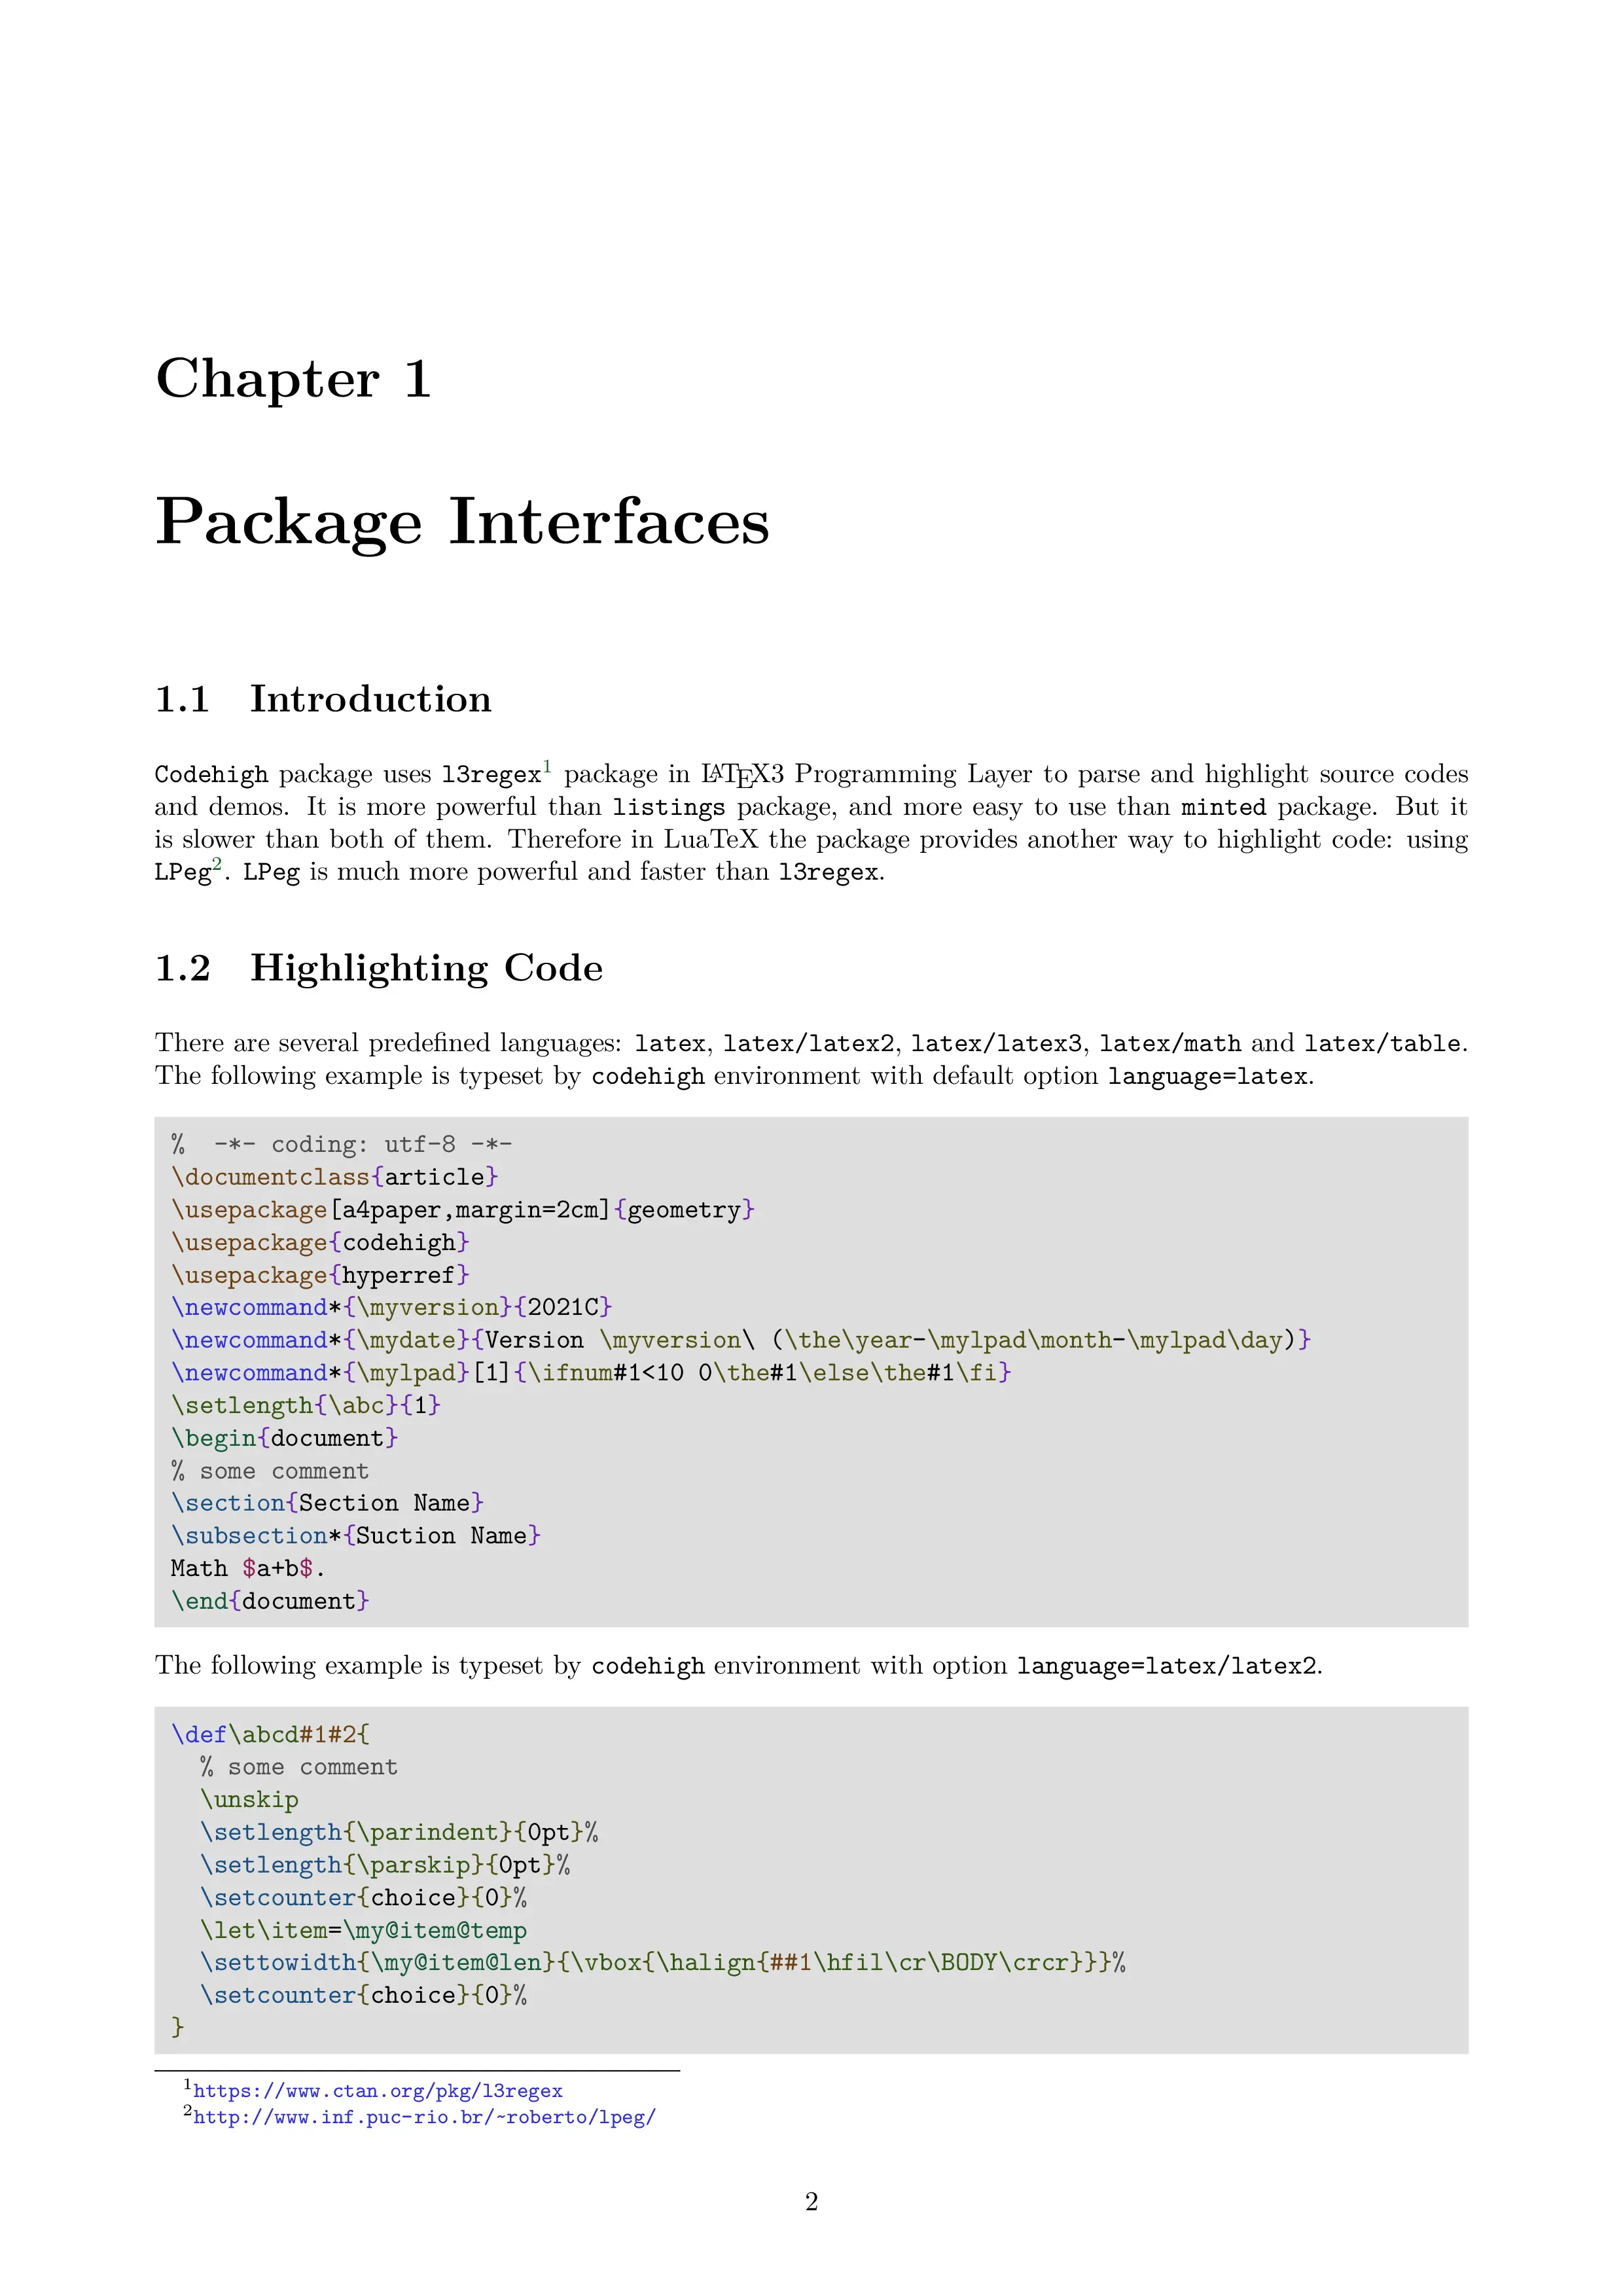 Chapter 1
Package Interfaces
1.1 Introduction
Codehigh package uses l3regex1 package in LATEX3 Programming Layer to parse and highlight source codes
and demos. It is more powerful than listings package, and more easy to use than minted package. But it
is slower than both of them. Therefore in LuaTeX the package provides another way to highlight code: using
LPeg2. LPeg is much more powerful and faster than l3regex.
1.2 Highlighting Code
There are several predefined languages: latex, latex/latex2, latex/latex3, latex/math and latex/table.
The following example is typeset by codehigh environment with default option language=latex.
%  -*- coding: utf-8 -*-
\documentclass{article}
\usepackage[a4paper,margin=2cm]{geometry}
\usepackage{codehigh}
\usepackage{hyperref}
\newcommand*{\myversion}{2021C}
\newcommand*{\mydate}{Version \myversion\ (\the\year-\mylpad\month-\mylpad\day)}
\newcommand*{\mylpad}[1]{\ifnum#1<10 0\the#1\else\the#1\fi}
\setlength{\abc}{1}
\begin{document}
% some comment
\section{Section Name}
\subsection*{Suction Name}
Math $a+b$.
\end{document}
The following example is typeset by codehigh environment with option language=latex/latex2.
\def\abcd#1#2{
  % some comment
  \unskip
  \setlength{\parindent}{0pt}%
  \setlength{\parskip}{0pt}%
  \setcounter{choice}{0}%
  \let\item=\my@item@temp
  \settowidth{\my@item@len}{\vbox{\halign{##1\hfil\cr\BODY\crcr}}}%
  \setcounter{choice}{0}%
}
1https://www.ctan.org/pkg/l3regex
2http://www.inf.puc-rio.br/~roberto/lpeg/
2